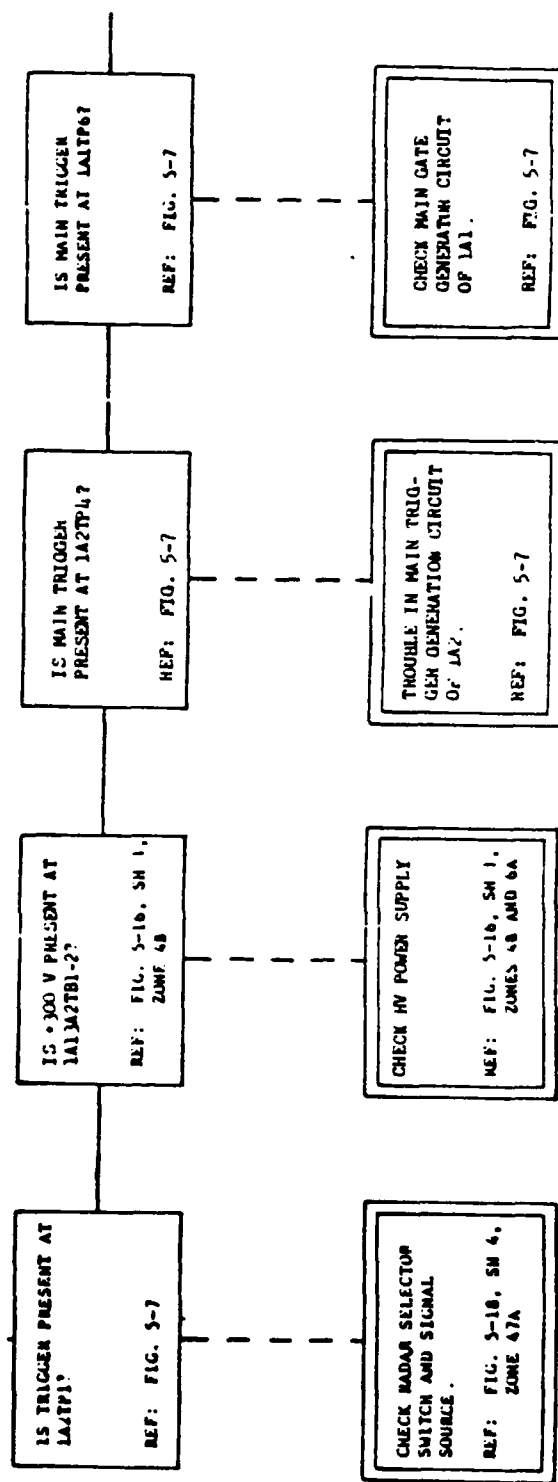 IS TRIGGER PRESENT AT
1A2TP1?
REF: FIG. 5-7
IS +300 V PRESENT AT
1A13A2TB1-2?
REF: FIG. 5-16, SH 1,
ZONE 4B
IS MAIN TRIGGER
PRESENT AT 1A2TP4?
REF: FIG. 5-7
IS MAIN TRIGGER
PRESENT AT 1A1TP6?
REF: FIG. 5-7
CHECK RADAR SELECTOR
SWITCH AND SIGNAL
SOURCE.
REF: FIG. 5-18, SH 4,
ZONE 47A
CHECK HV POWER SUPPLY
REF: FIG. 5-16, SH 1,
ZONES 4B AND 6A
TROUBLE IN MAIN TRIG-
GER GENERATION CIRCUIT
OF 1A2.
REF: FIG. 5-7
CHECK MAIN GATE
GENERATOR CIRCUIT
OF 1A1.
REF: FIG. 5-7